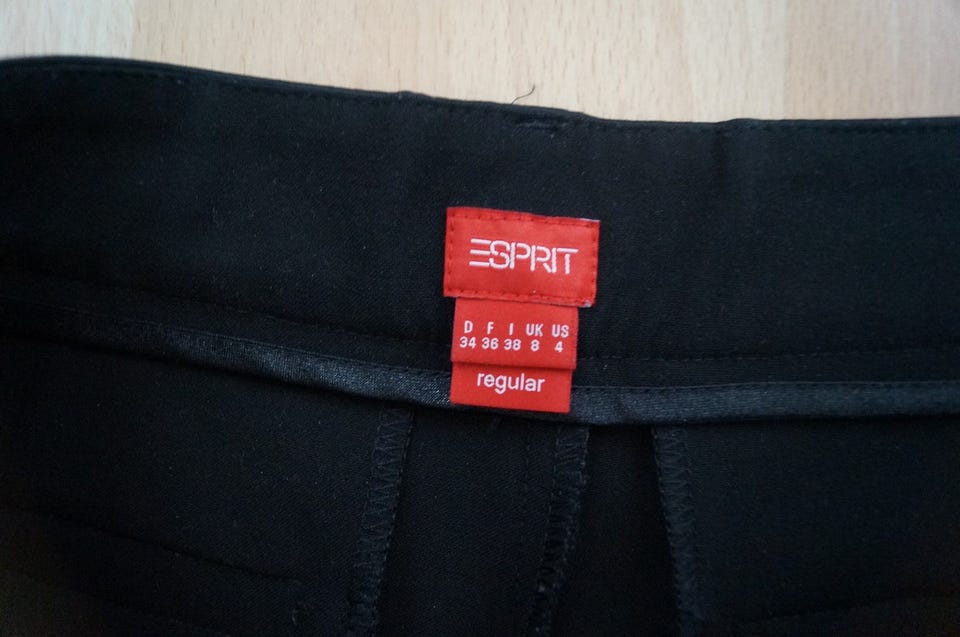 ESPRIT
D F I UK US
34 36 38 8 4
regular